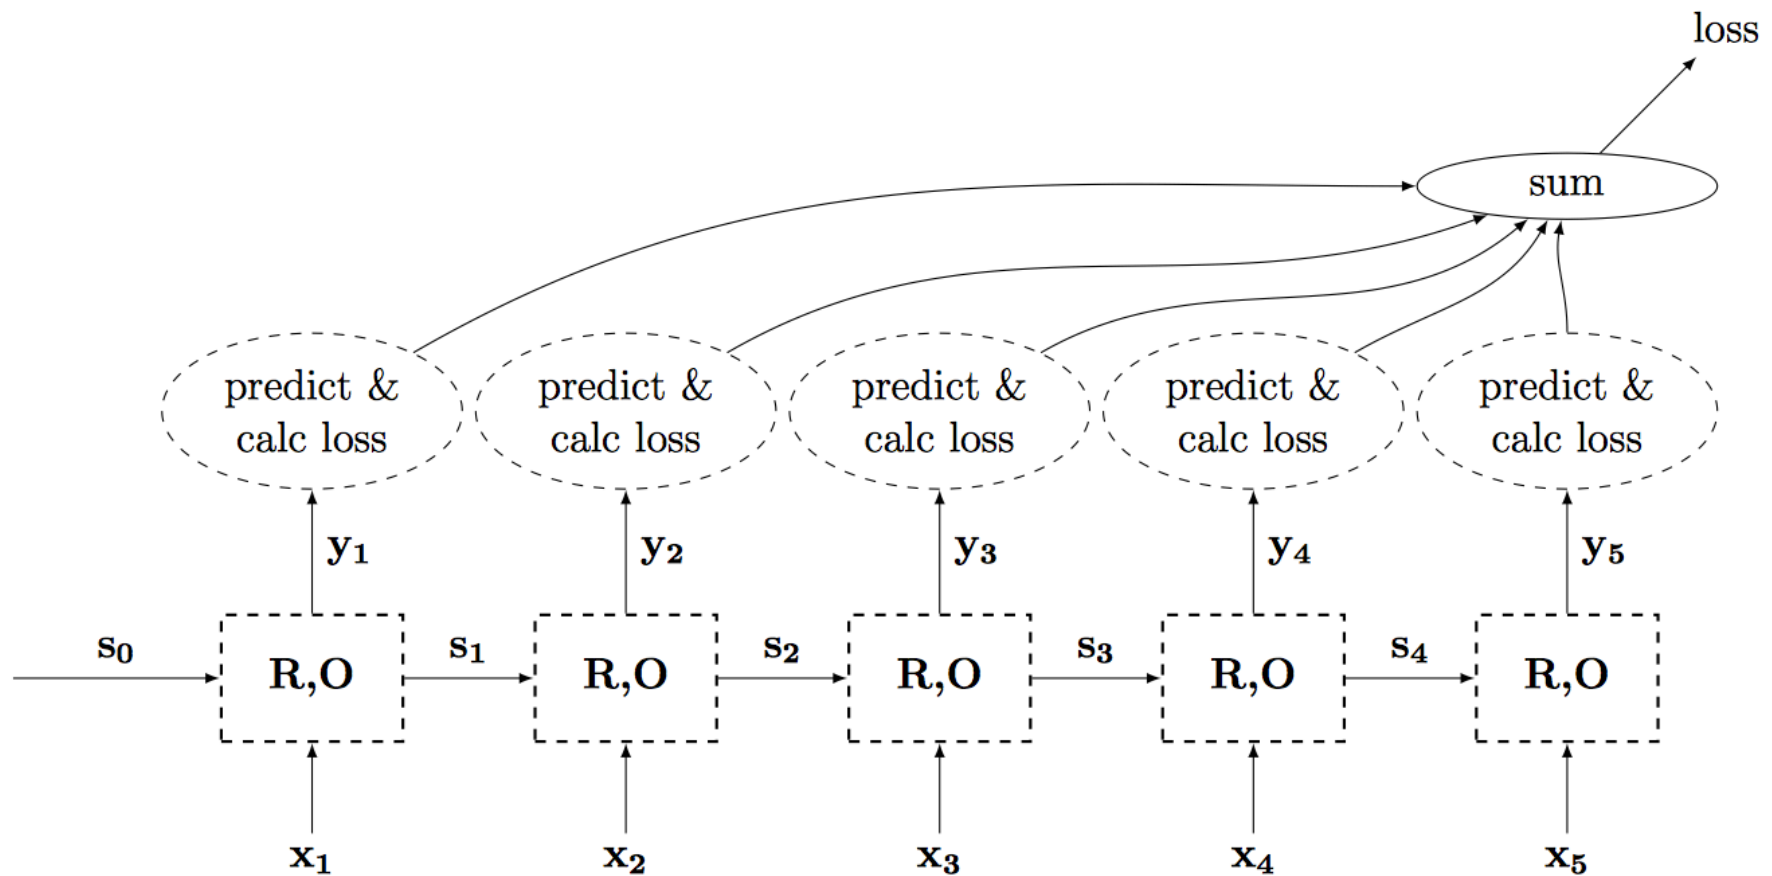 loss
sum
predict & predict & predict & predict & predict &
calc loss calc loss calc loss calc loss calc loss
y₁ y₂ y₃ y₄ y₅
s₀ s₁ s₂ s₃ s₄
R,O R,O R,O R,O R,O
x₁ x₂ x₃ x₄ x₅